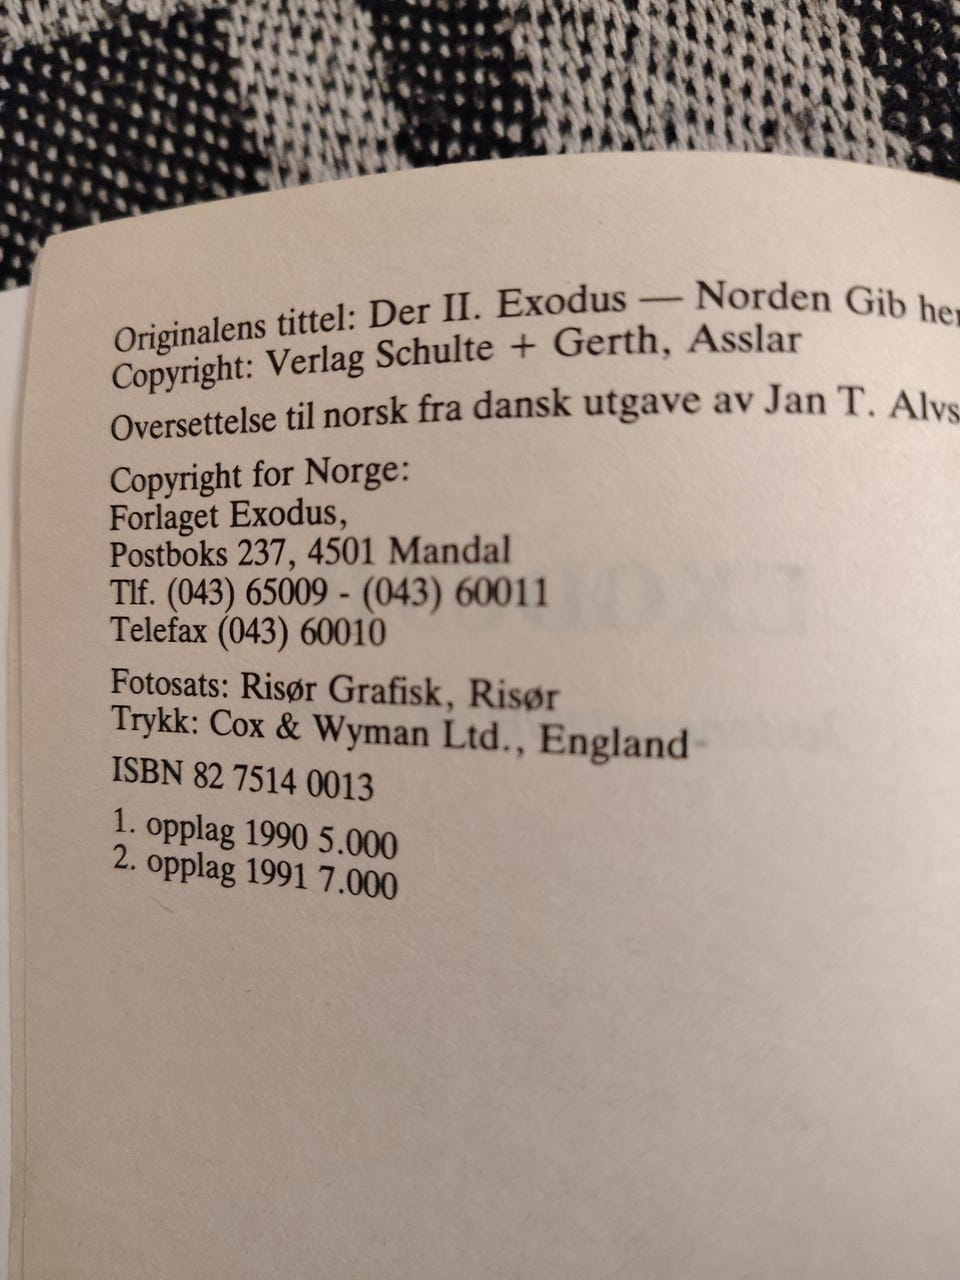 Originalens tittel: Der II. Exodus — Norden Gib her
Copyright: Verlag Schulte + Gerth, Asslar
Oversettelse til norsk fra dansk utgave av Jan T. Alvs
Copyright for Norge:
Forlaget Exodus,
Postboks 237, 4501 Mandal
Tlf. (043) 65009 - (043) 60011
Telefax (043) 60010
Fotosats: Risør Grafisk, Risør
Trykk: Cox & Wyman Ltd., England
ISBN 82 7514 0013
1. opplag 1990 5.000
2. opplag 1991 7.000